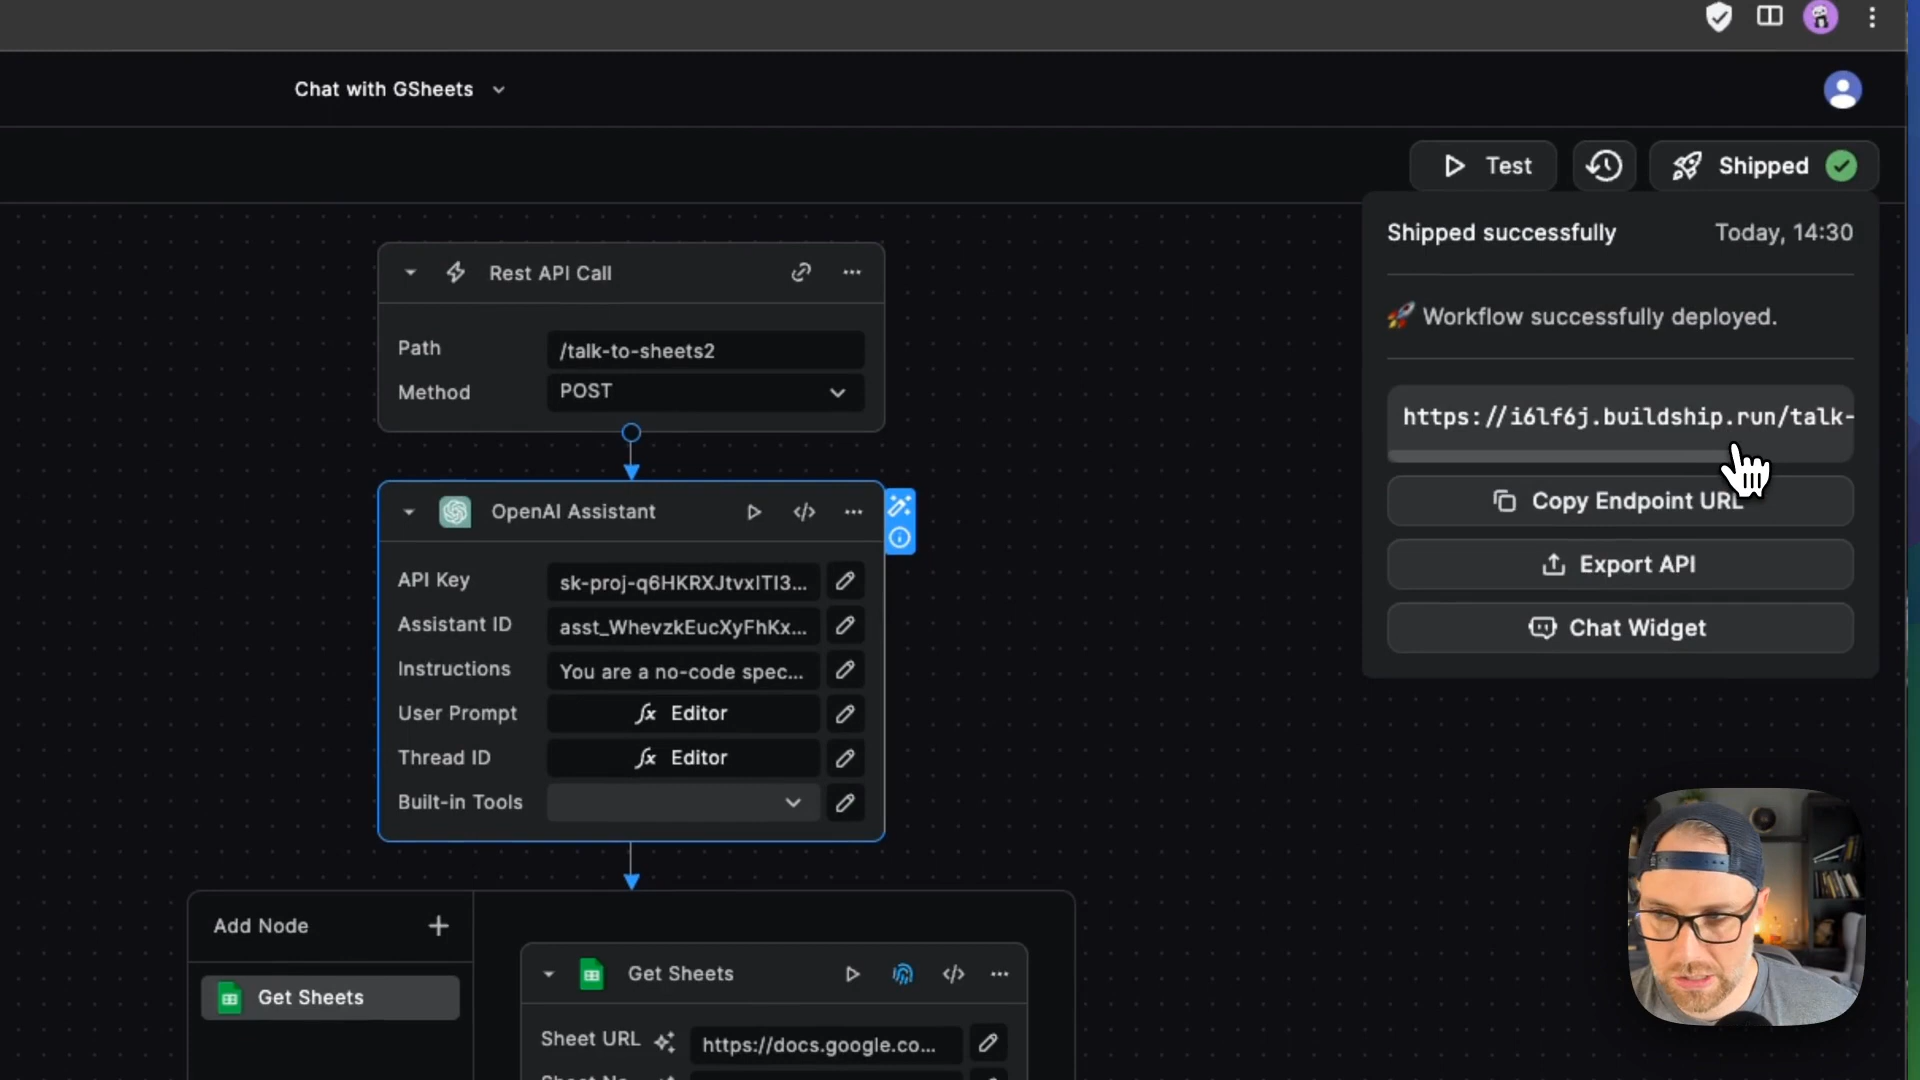 Chat with GSheets
Test
Shipped
Shipped successfully
Today, 14:30
🚀 Workflow successfully deployed.
https://i6lf6j.buildship.run/talk-
Copy Endpoint URL
Export API
Chat Widget
Rest API Call
Path
/talk-to-sheets2
Method
POST
OpenAI Assistant
API Key
sk-proj-q6HKRXJtvxlTI3...
Assistant ID
asst_WhevzkEucXyFhKx...
Instructions
You are a no-code spec...
User Prompt
fx Editor
Thread ID
fx Editor
Built-in Tools
Add Node
Get Sheets
Get Sheets
Sheet URL
https://docs.google.co...